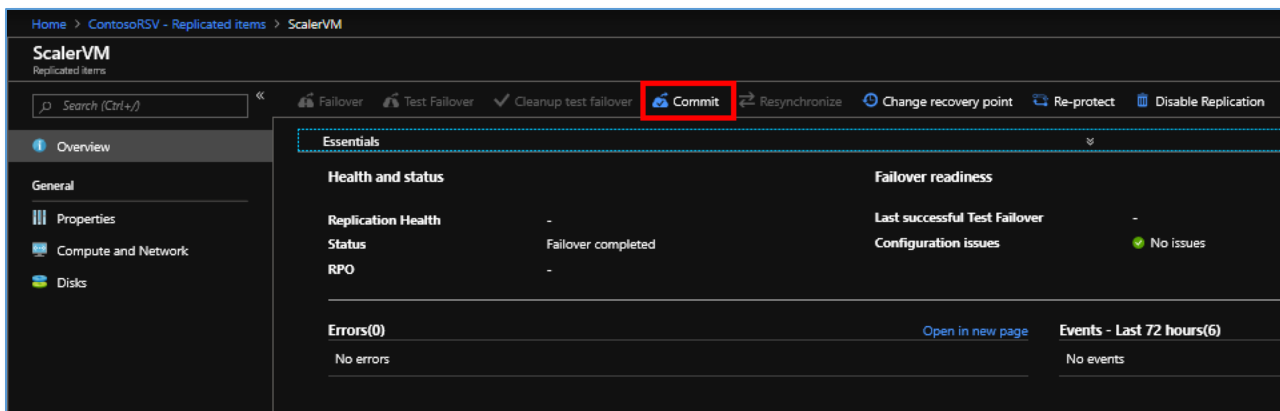 Home > ContosoRSV - Replicated items > ScalerVM
ScalerVM
Replicated items
Search (Ctrl+/)
«
Failover Test Failover Cleanup test failover Commit Resynchronize Change recovery point Re-protect Disable Replication
Overview
General
Properties
Compute and Network
Disks
Essentials
Health and status
Replication Health -
Status Failover completed
RPO -
Failover readiness
Last successful Test Failover -
Configuration issues No issues
Errors(0) Open in new page
No errors
Events - Last 72 hours(6)
No events